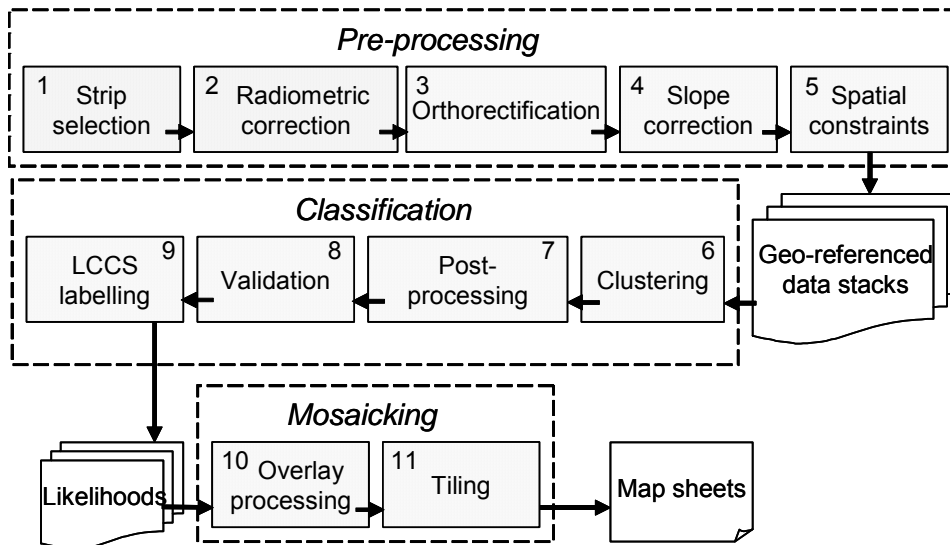 Pre-processing
1
Strip
selection
2
Radiometric
correction
3
Orthorectification
4
Slope
correction
5
Spatial
constraints
Geo-referenced
data stacks
Classification
6
Clustering
7
Post-
processing
8
Validation
9
LCCS
labelling
Likelihoods
Mosaicking
10
Overlay
processing
11
Tiling
Map sheets